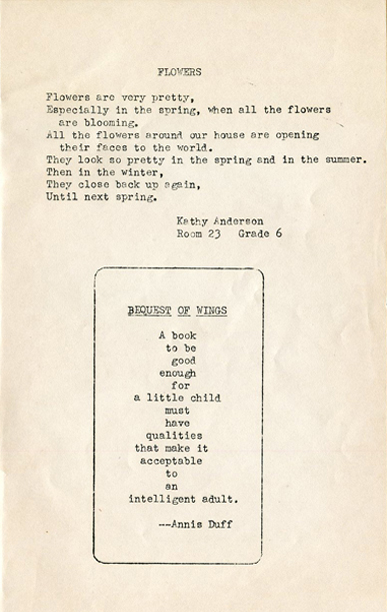 FLOWERS
Flowers are very pretty,
Especially in the spring, when all the flowers
are blooming.
All the flowers around our house are opening
their faces to the world.
They look so pretty in the spring and in the summer.
Then in the winter,
They close back up again,
Until next spring.
Kathy Anderson
Room 23 Grade 6
BEQUEST OF WINGS
A book
to be
good
enough
for
a little child
must
have
qualities
that make it
acceptable
to
an
intelligent adult.
---Annis Duff